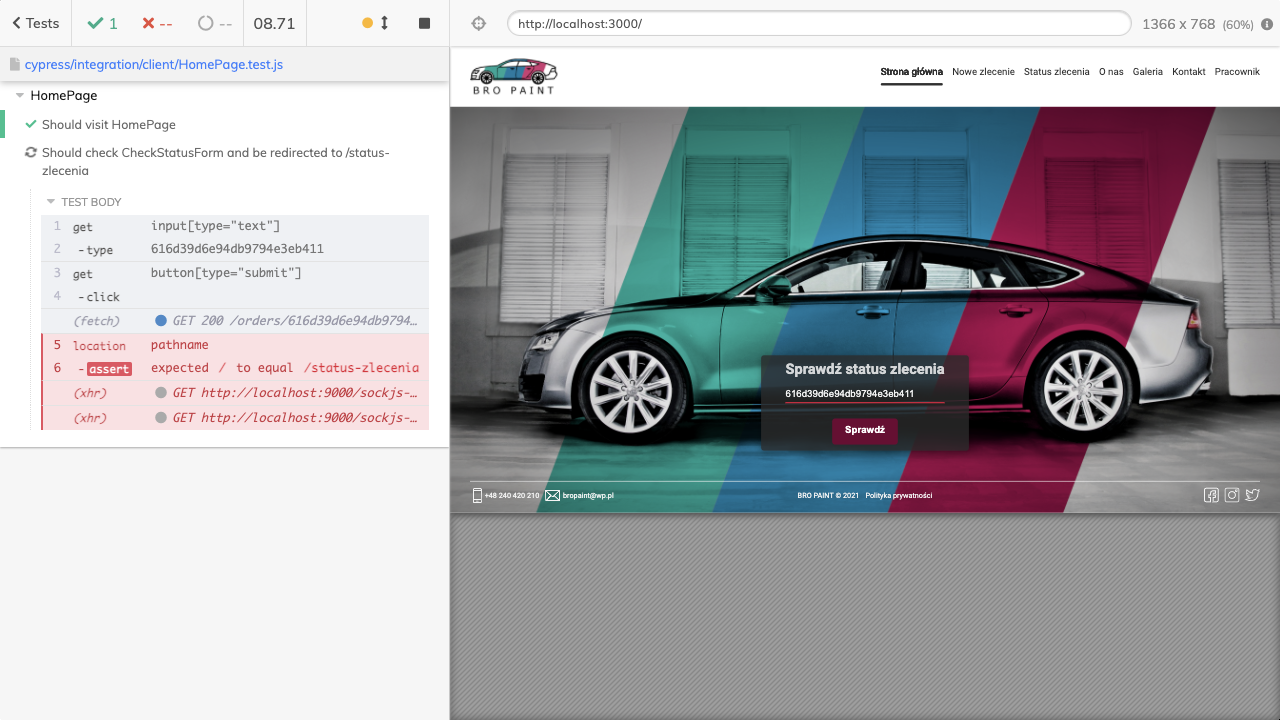 Tests
1
--
--
08.71
http://localhost:3000/
1366 x 768 (60%)
cypress/integration/client/HomePage.test.js
HomePage
Should visit HomePage
Should check CheckStatusForm and be redirected to /status-
zlecenia
TEST BODY
1 get input[type="text"]
2 -type 616d39d6e94db9794e3eb411
3 get button[type="submit"]
4 -click
(fetch) GET 200 /orders/616d39d6e94db9794…
5 location pathname
6 -assert expected / to equal /status-zlecenia
(xhr) GET http://localhost:9000/sockjs-…
(xhr) GET http://localhost:9000/sockjs-…
BRO PAINT
Strona główna Nowe zlecenie Status zlecenia O nas Galeria Kontakt Pracownik
Sprawdź status zlecenia
616d39d6e94db9794e3eb411
Sprawdź
+48 240 420 210 bropaint@wp.pl BRO PAINT © 2021 Polityka prywatności